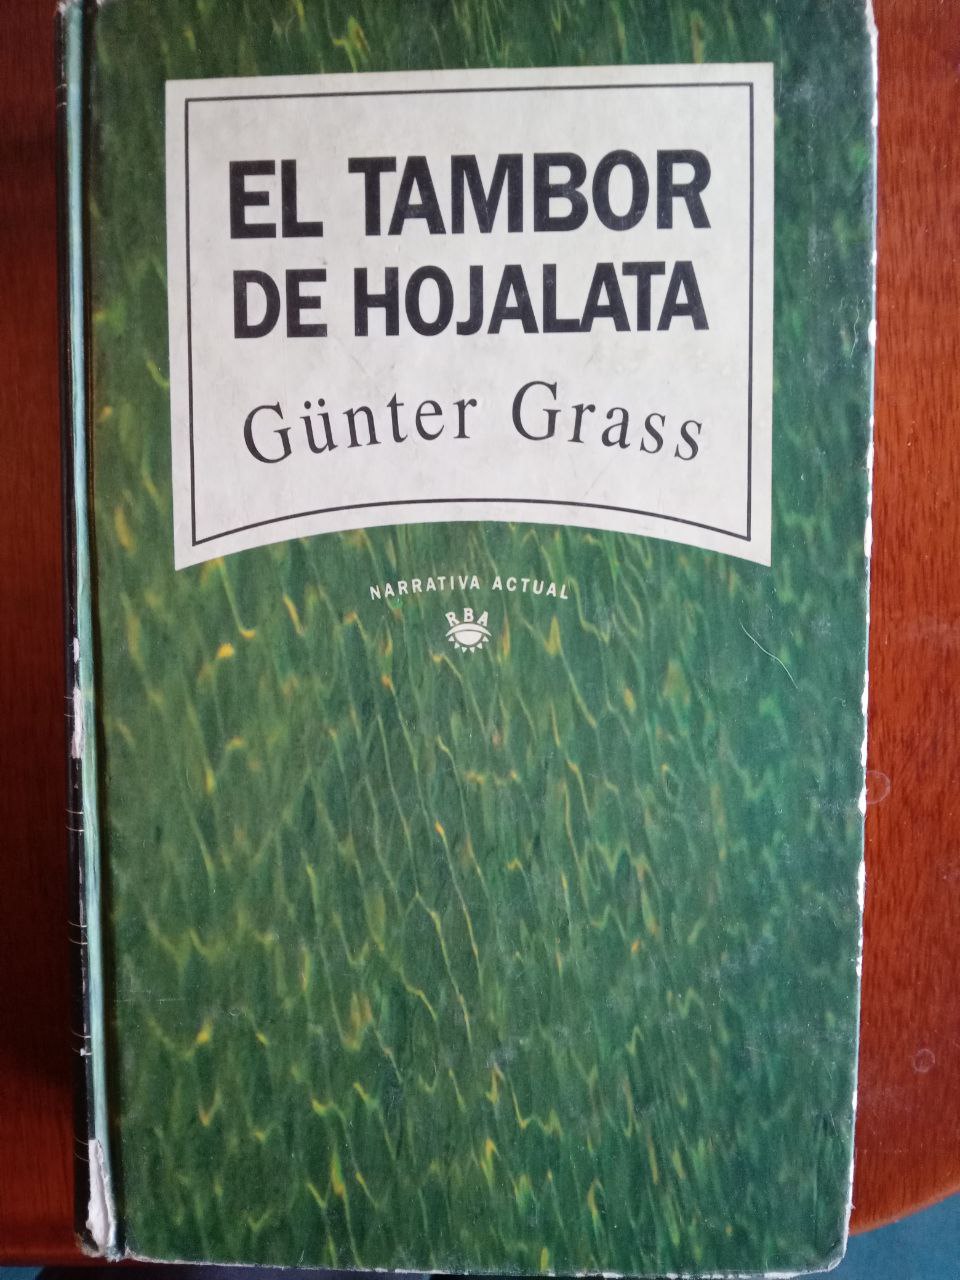 EL TAMBOR
DE HOJALATA
Günter Grass
NARRATIVA ACTUAL
RBA